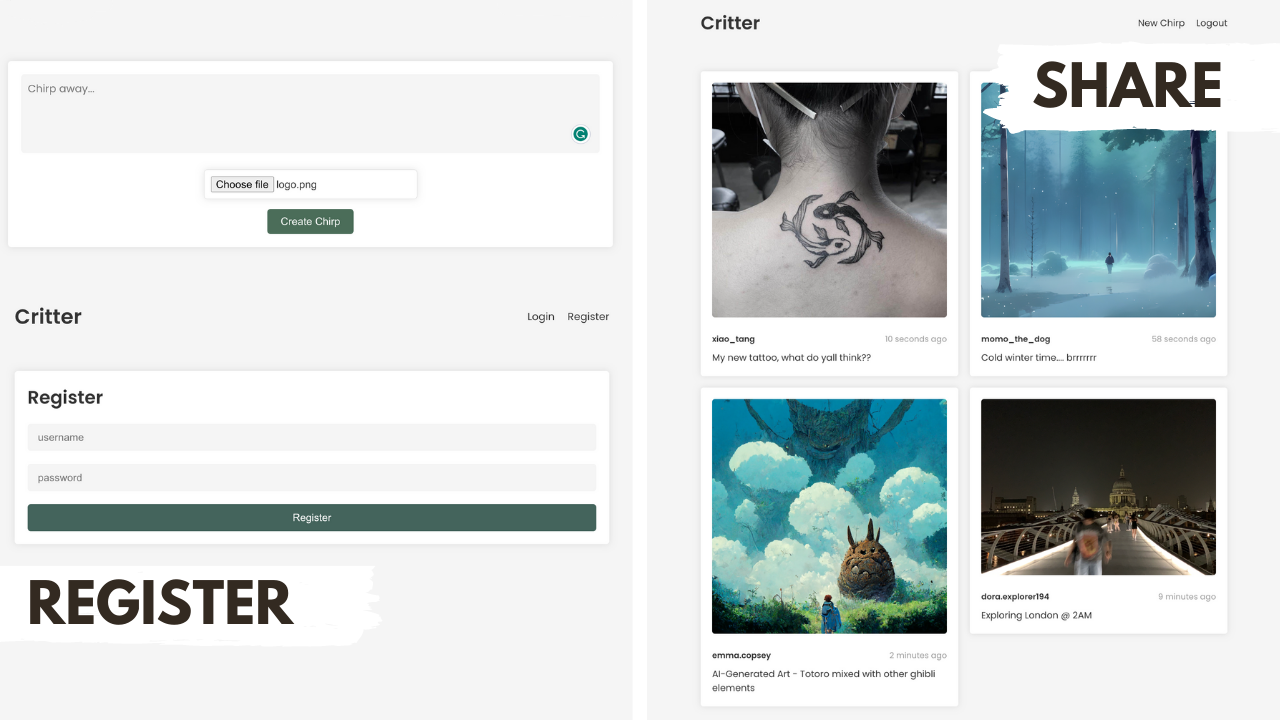 Chirp away...
Choose file logo.png
Create Chirp
Critter
Login Register
Register
username
password
Register
REGISTER
Critter
New Chirp Logout
SHARE
xiao_tang 10 seconds ago
My new tattoo, what do yall think??
momo_the_dog 58 seconds ago
Cold winter time.... brrrrrrr
emma.copsey 2 minutes ago
AI-Generated Art - Totoro mixed with other ghibli
elements
dora.explorer194 9 minutes ago
Exploring London @ 2AM